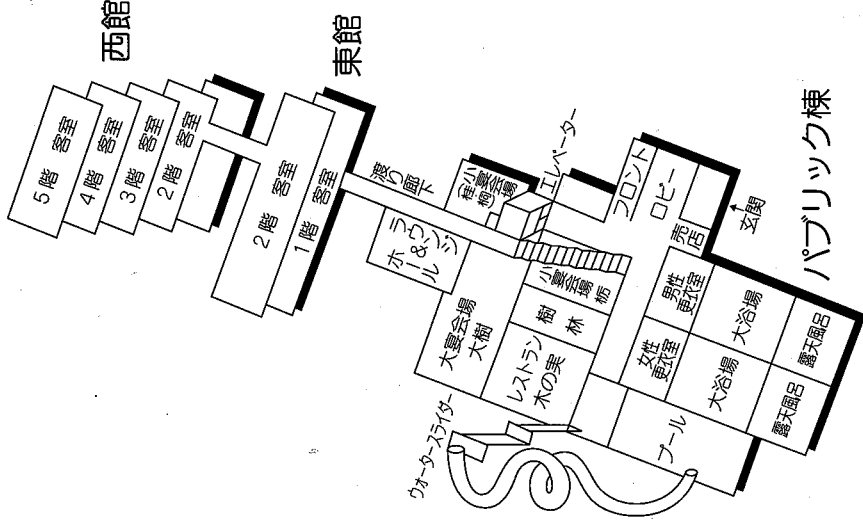 西館
5階 客室
4階 客室
3階 客室
2階 客室
東館
2階 客室
1階 客室
渡り廊下
小宴会場
ラウンジ
&
ホール
エレベーター
フロント
ロビー
売店
玄関
パブリック棟
大宴会場
大樹
小宴会場
栃
樹林
レストラン
木の実
男性
更衣室
女性
更衣室
大浴場
大浴場
露天風呂
露天風呂
プール
ウォータースライダー